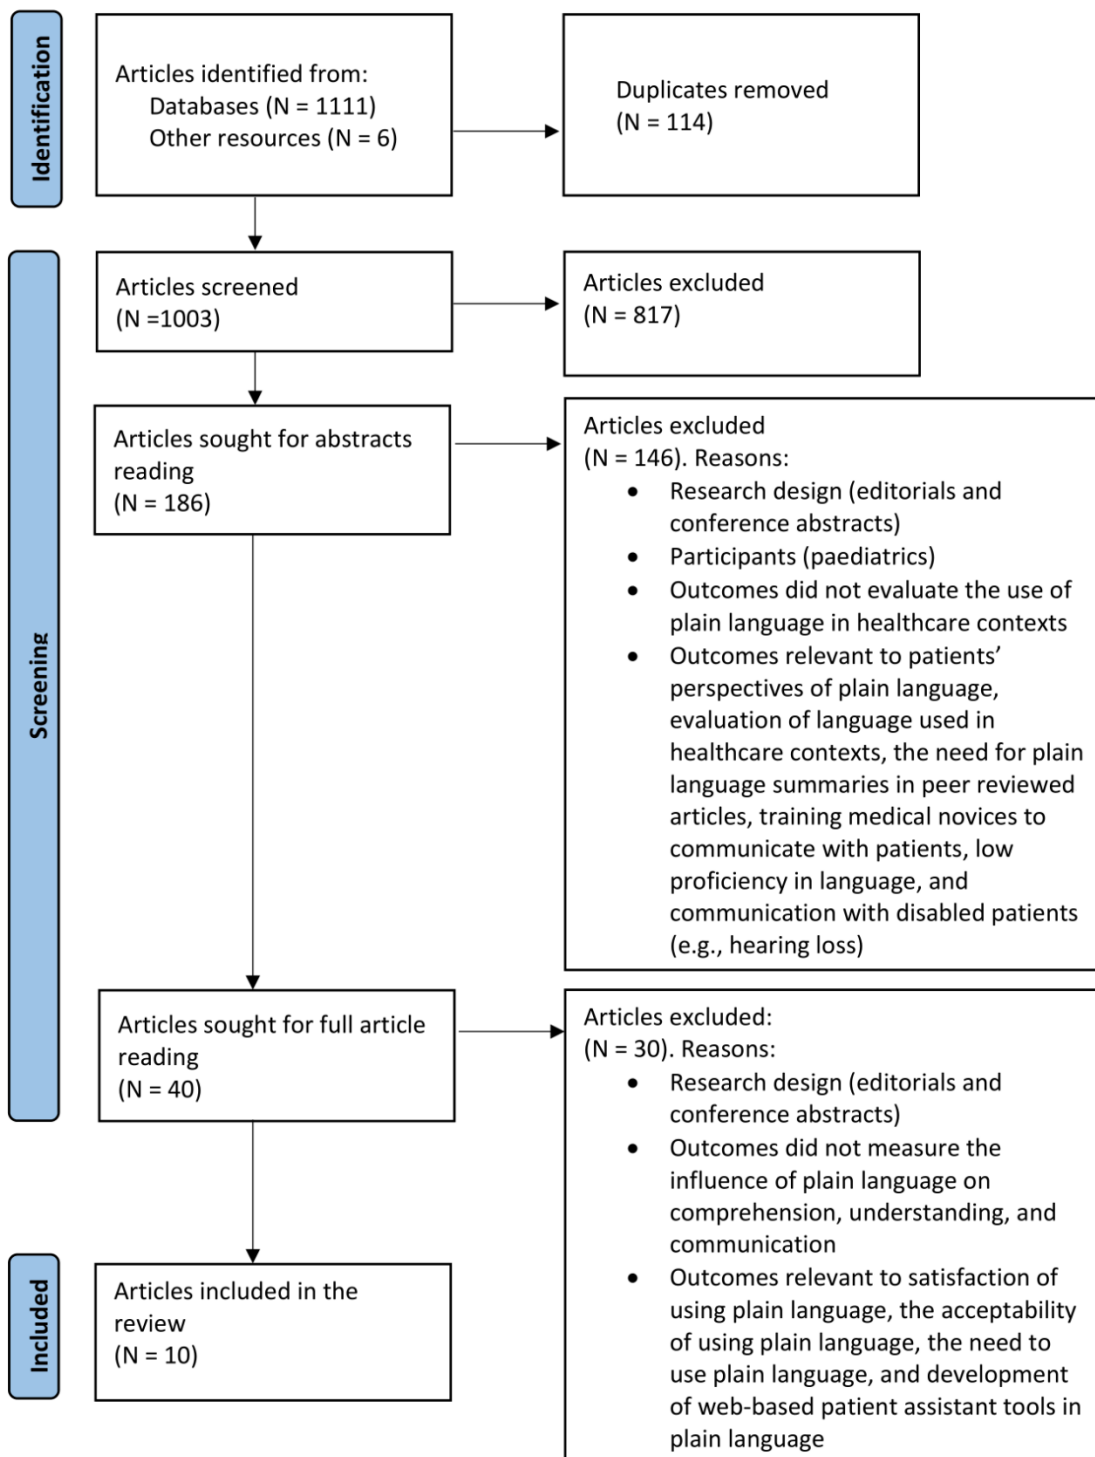 Identification
Articles identified from:
Databases (N = 1111)
Other resources (N = 6)
Duplicates removed
(N = 114)
Screening
Articles screened
(N =1003)
Articles excluded
(N = 817)
Articles sought for abstracts
reading
(N = 186)
Articles excluded
(N = 146). Reasons:
• Research design (editorials and
conference abstracts)
• Participants (paediatrics)
• Outcomes did not evaluate the use of
plain language in healthcare contexts
• Outcomes relevant to patients’
perspectives of plain language,
evaluation of language used in
healthcare contexts, the need for plain
language summaries in peer reviewed
articles, training medical novices to
communicate with patients, low
proficiency in language, and
communication with disabled patients
(e.g., hearing loss)
Articles sought for full article
reading
(N = 40)
Articles excluded:
(N = 30). Reasons:
• Research design (editorials and
conference abstracts)
• Outcomes did not measure the
influence of plain language on
comprehension, understanding, and
communication
• Outcomes relevant to satisfaction of
using plain language, the acceptability
of using plain language, the need to
use plain language, and development
of web-based patient assistant tools in
plain language
Included
Articles included in the
review
(N = 10)